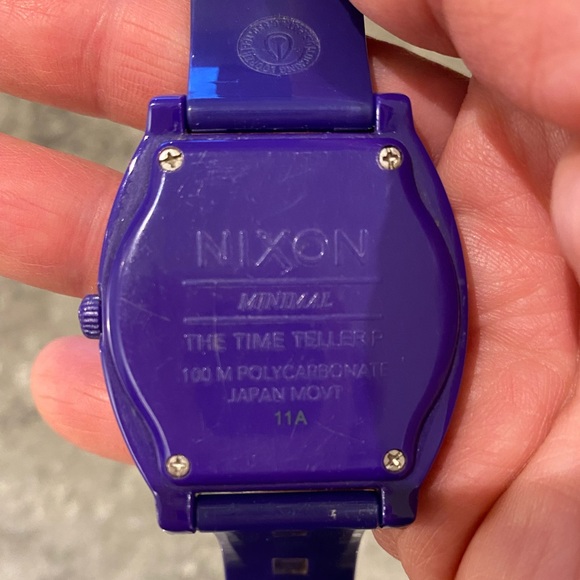 NIXON
MINIMAL
THE TIME TELLER P
100 M POLYCARBONATE
JAPAN MOVT
11A